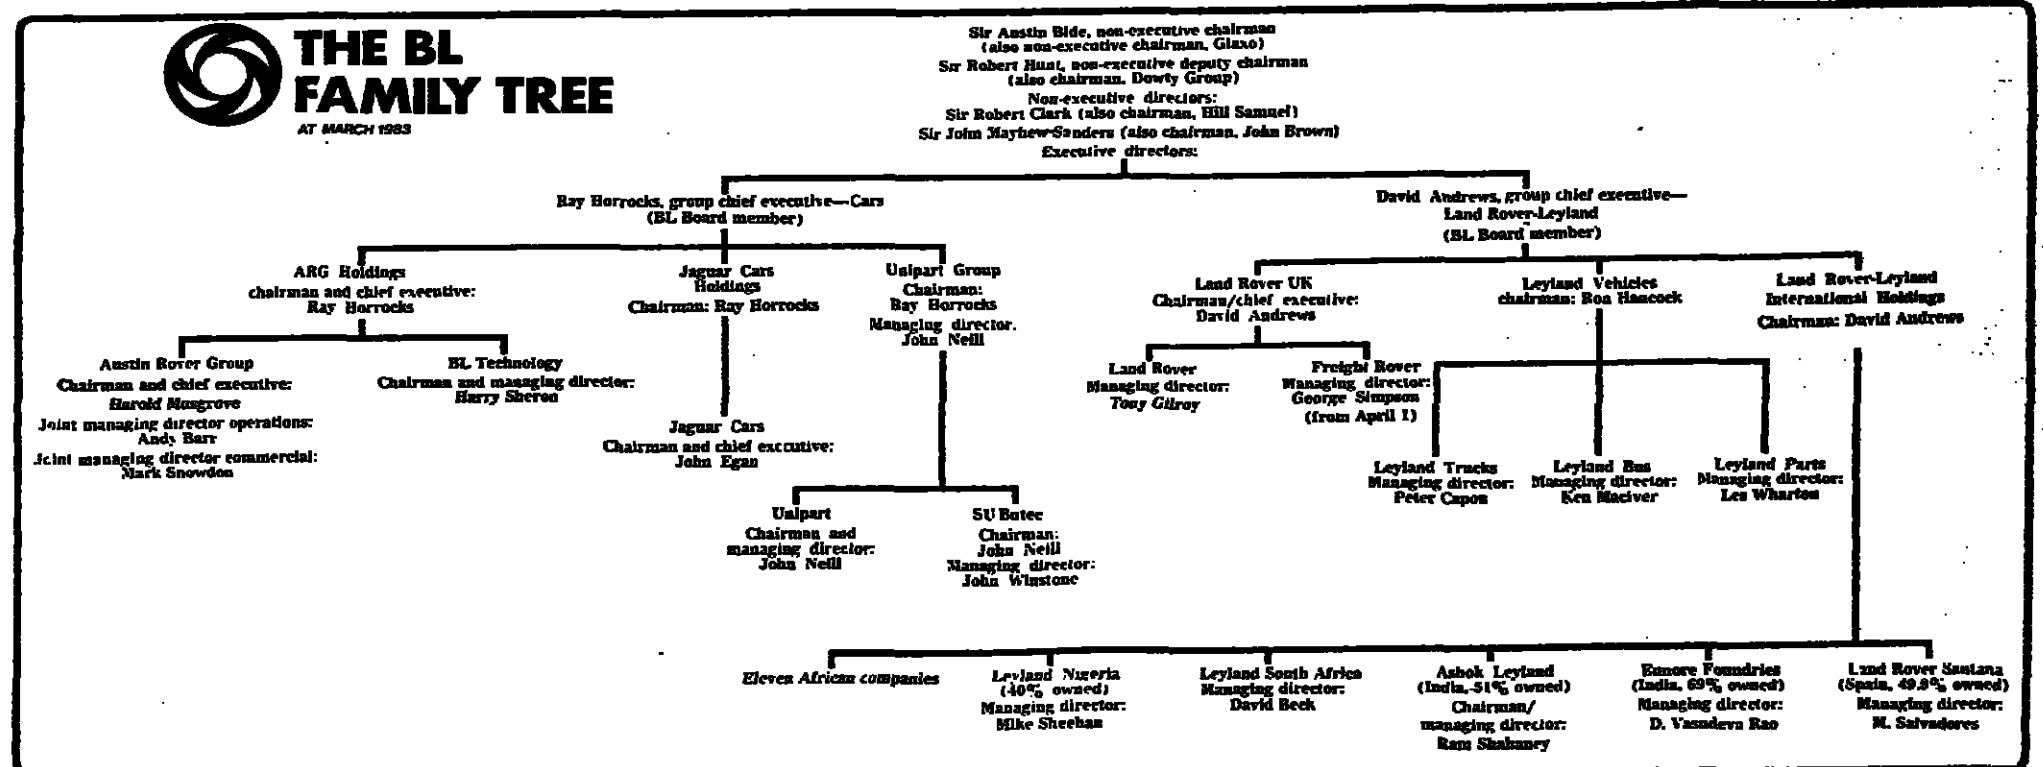 THE BL
FAMILY TREE
AT MARCH 1983
Sir Austin Bide, non-executive chairman
(also non-executive chairman, Glaxo)
Sir Robert Hunt, non-executive deputy chairman
(also chairman, Dowty Group)
Non-executive directors:
Sir Robert Clark (also chairman, Hill Samuel)
Sir John Mayhew-Sanders (also chairman, John Brown)
Executive directors:
Ray Horrocks, group chief executive—Cars
(BL Board member)
David Andrews, group chief executive—
Land Rover-Leyland
(BL Board member)
ARG Holdings
chairman and chief executive:
Ray Horrocks
Jaguar Cars
Holdings
Chairman: Ray Horrocks
Unipart Group
Chairman:
Ray Horrocks
Managing director.
John Neill
Land Rover UK
Chairman/chief executive:
David Andrews
Leyland Vehicles
chairman: Ron Hancock
Land Rover-Leyland
International Holdings
Chairman: David Andrews
Austin Rover Group
Chairman and chief executive:
Harold Musgrove
Joint managing director operations:
Andy Barr
Joint managing director commercial:
Mark Snowdon
BL Technology
Chairman and managing director:
Harry Sheron
Jaguar Cars
Chairman and chief executive:
John Egan
Land Rover
Managing director:
Tony Gilroy
Freight Rover
Managing director:
George Simpson
(from April 1)
Leyland Trucks
Managing director:
Peter Capon
Leyland Bus
Managing director:
Ken Maciver
Leyland Parts
Managing director:
Les Wharton
Unipart
Chairman and
managing director:
John Neill
SU Butec
Chairman:
John Neill
Managing director:
John Winstone
Eleven African companies
Leyland Nigeria
(40% owned)
Managing director:
Mike Sheehan
Leyland South Africa
Managing director:
David Beck
Ashok Leyland
(India, 51% owned)
Chairman/
managing director:
Ram Shahaney
Ennore Foundries
(India, 69% owned)
Managing director:
D. Vasudeva Rao
Land Rover Santana
(Spain, 49.9% owned)
Managing director:
M. Salvadores